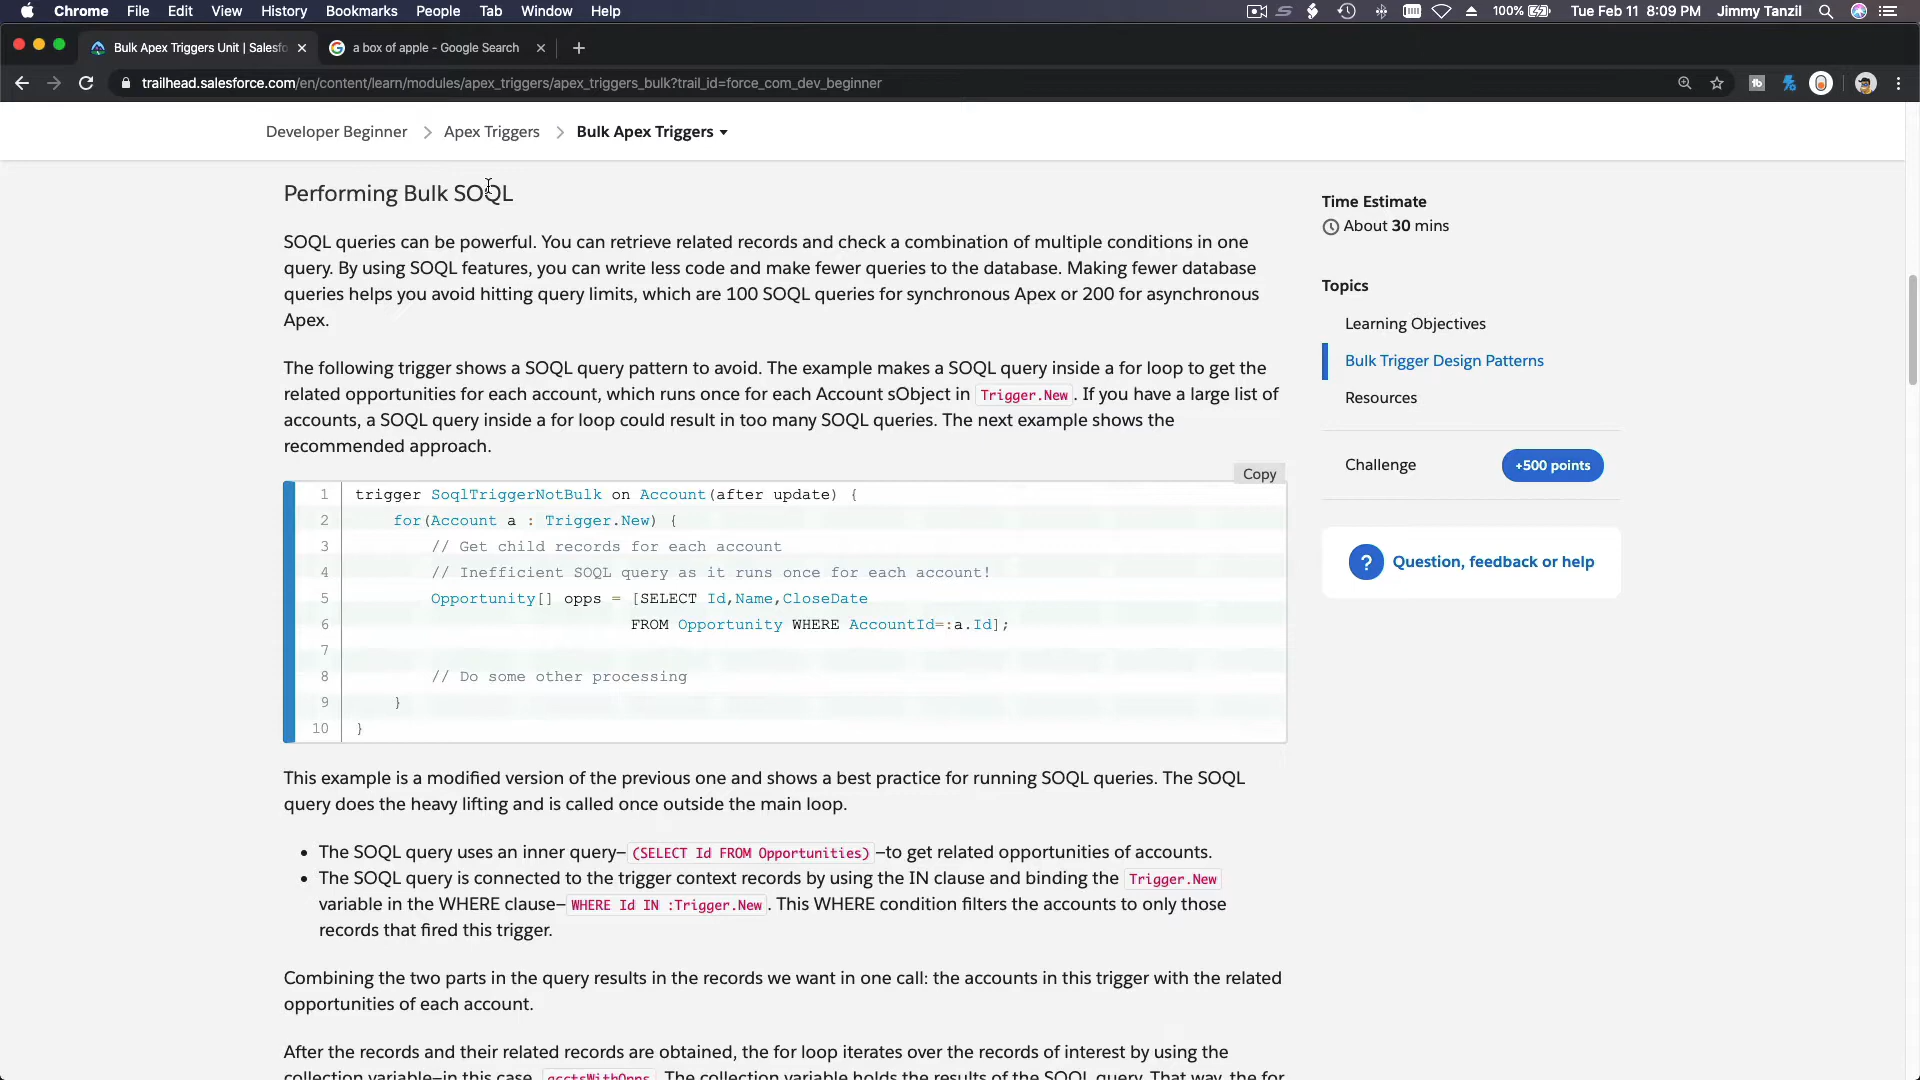 Chrome File Edit View History Bookmarks People Tab Window Help 100% Tue Feb 11 8:09 PM Jimmy Tanzil
Bulk Apex Triggers Unit | Salesfo a box of apple - Google Search
trailhead.salesforce.com/en/content/learn/modules/apex_triggers/apex_triggers_bulk?trail_id=force_com_dev_beginner
Developer Beginner > Apex Triggers > Bulk Apex Triggers
Performing Bulk SOQL
SOQL queries can be powerful. You can retrieve related records and check a combination of multiple conditions in one
query. By using SOQL features, you can write less code and make fewer queries to the database. Making fewer database
queries helps you avoid hitting query limits, which are 100 SOQL queries for synchronous Apex or 200 for asynchronous
Apex.
The following trigger shows a SOQL query pattern to avoid. The example makes a SOQL query inside a for loop to get the
related opportunities for each account, which runs once for each Account sObject in Trigger.New. If you have a large list of
accounts, a SOQL query inside a for loop could result in too many SOQL queries. The next example shows the
recommended approach.
Copy
1 trigger SoqlTriggerNotBulk on Account(after update) {
2 for(Account a : Trigger.New) {
3 // Get child records for each account
4 // Inefficient SOQL query as it runs once for each account!
5 Opportunity[] opps = [SELECT Id,Name,CloseDate
6 FROM Opportunity WHERE AccountId=:a.Id];
7
8 // Do some other processing
9 }
10 }
This example is a modified version of the previous one and shows a best practice for running SOQL queries. The SOQL
query does the heavy lifting and is called once outside the main loop.
• The SOQL query uses an inner query—(SELECT Id FROM Opportunities)—to get related opportunities of accounts.
• The SOQL query is connected to the trigger context records by using the IN clause and binding the Trigger.New
variable in the WHERE clause—WHERE Id IN :Trigger.New. This WHERE condition filters the accounts to only those
records that fired this trigger.
Combining the two parts in the query results in the records we want in one call: the accounts in this trigger with the related
opportunities of each account.
After the records and their related records are obtained, the for loop iterates over the records of interest by using the
collection variable—in this case, acctsWithOpps. The collection variable holds the results of the SOQL query. That way, the for
Time Estimate
About 30 mins
Topics
Learning Objectives
Bulk Trigger Design Patterns
Resources
Challenge +500 points
? Question, feedback or help